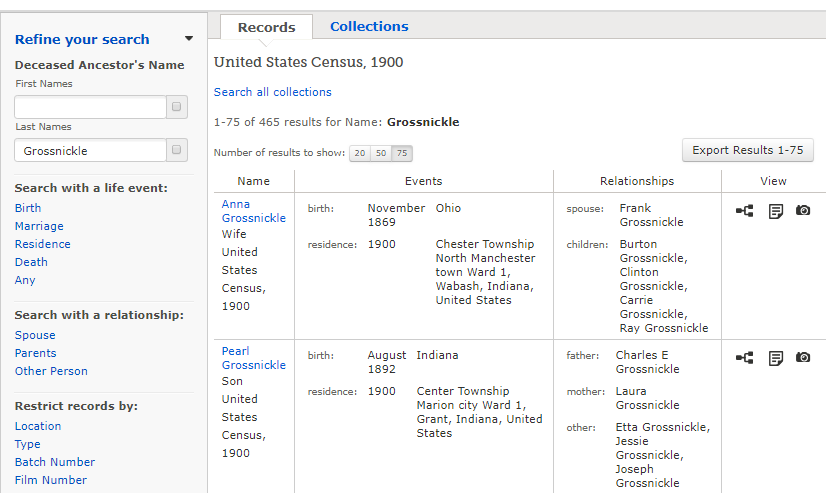 Refine your search
Deceased Ancestor's Name
First Names
Last Names
Grossnickle
Search with a life event:
Birth
Marriage
Residence
Death
Any
Search with a relationship:
Spouse
Parents
Other Person
Restrict records by:
Location
Type
Batch Number
Film Number
Records Collections
United States Census, 1900
Search all collections
1-75 of 465 results for Name: Grossnickle
Number of results to show: 20 50 75
Export Results 1-75
Name Events Relationships View
Anna
Grossnickle
Wife
United
States
Census,
1900
birth: November
1869
Ohio
residence: 1900
Chester Township
North Manchester
town Ward 1,
Wabash, Indiana,
United States
spouse: Frank
Grossnickle
children: Burton
Grossnickle,
Clinton
Grossnickle,
Carrie
Grossnickle,
Ray Grossnickle
Pearl
Grossnickle
Son
United
States
Census,
1900
birth: August
1892
Indiana
residence: 1900
Center Township
Marion city Ward 1,
Grant, Indiana, United
States
father: Charles E
Grossnickle
mother: Laura
Grossnickle
other: Etta Grossnickle,
Jessie
Grossnickle,
Joseph
Grossnickle